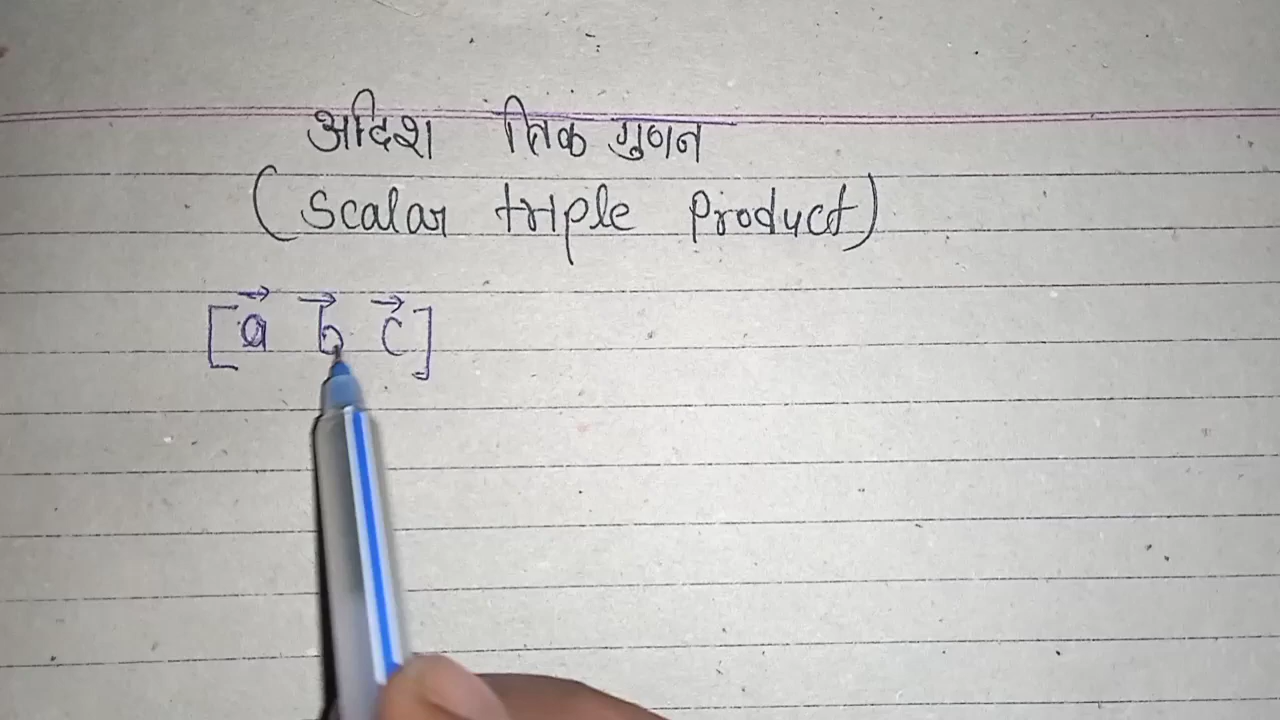 अदिश त्रिक गुणन
(Scalar triple product)
[a⃗ b⃗ c⃗]